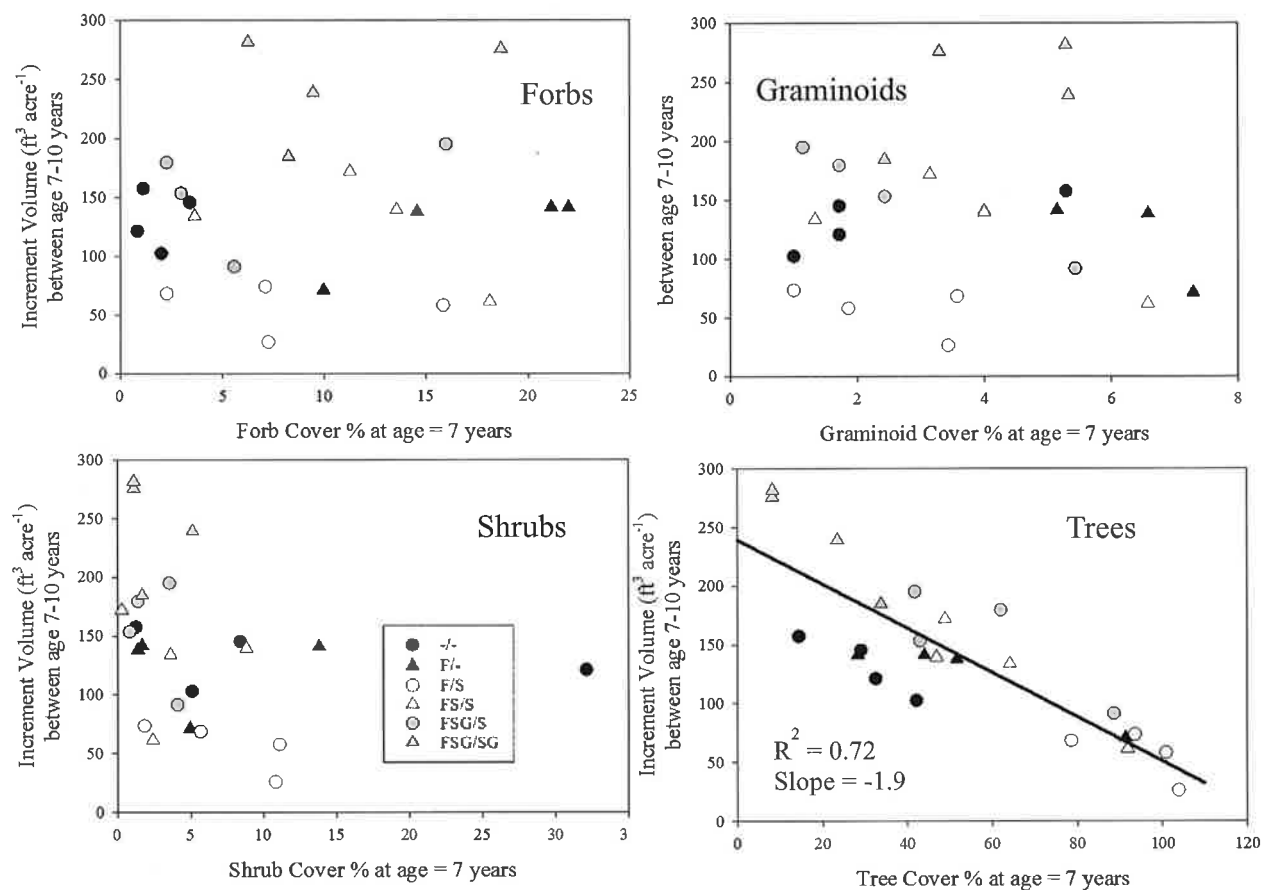 300
250
200
150
100
50
0
Increment Volume (ft³ acre⁻¹)
between age 7-10 years
Forbs
0 5 10 15 20 25
Forb Cover % at age = 7 years
300
250
200
150
100
50
0
between age 7-10 years
Graminoids
0 2 4 6 8
Graminoid Cover % at age = 7 years
300
250
200
150
100
50
0
Increment Volume (ft³ acre⁻¹)
between age 7-10 years
Shrubs
-/-
F/-
F/S
FS/S
FSG/S
FSG/SG
0 5 10 15 20 25 30 3
Shrub Cover % at age = 7 years
300
250
200
150
100
50
0
Increment Volume (ft³ acre⁻¹)
between age 7-10 years
Trees
R² = 0.72
Slope = -1.9
0 20 40 60 80 100 120
Tree Cover % at age = 7 years